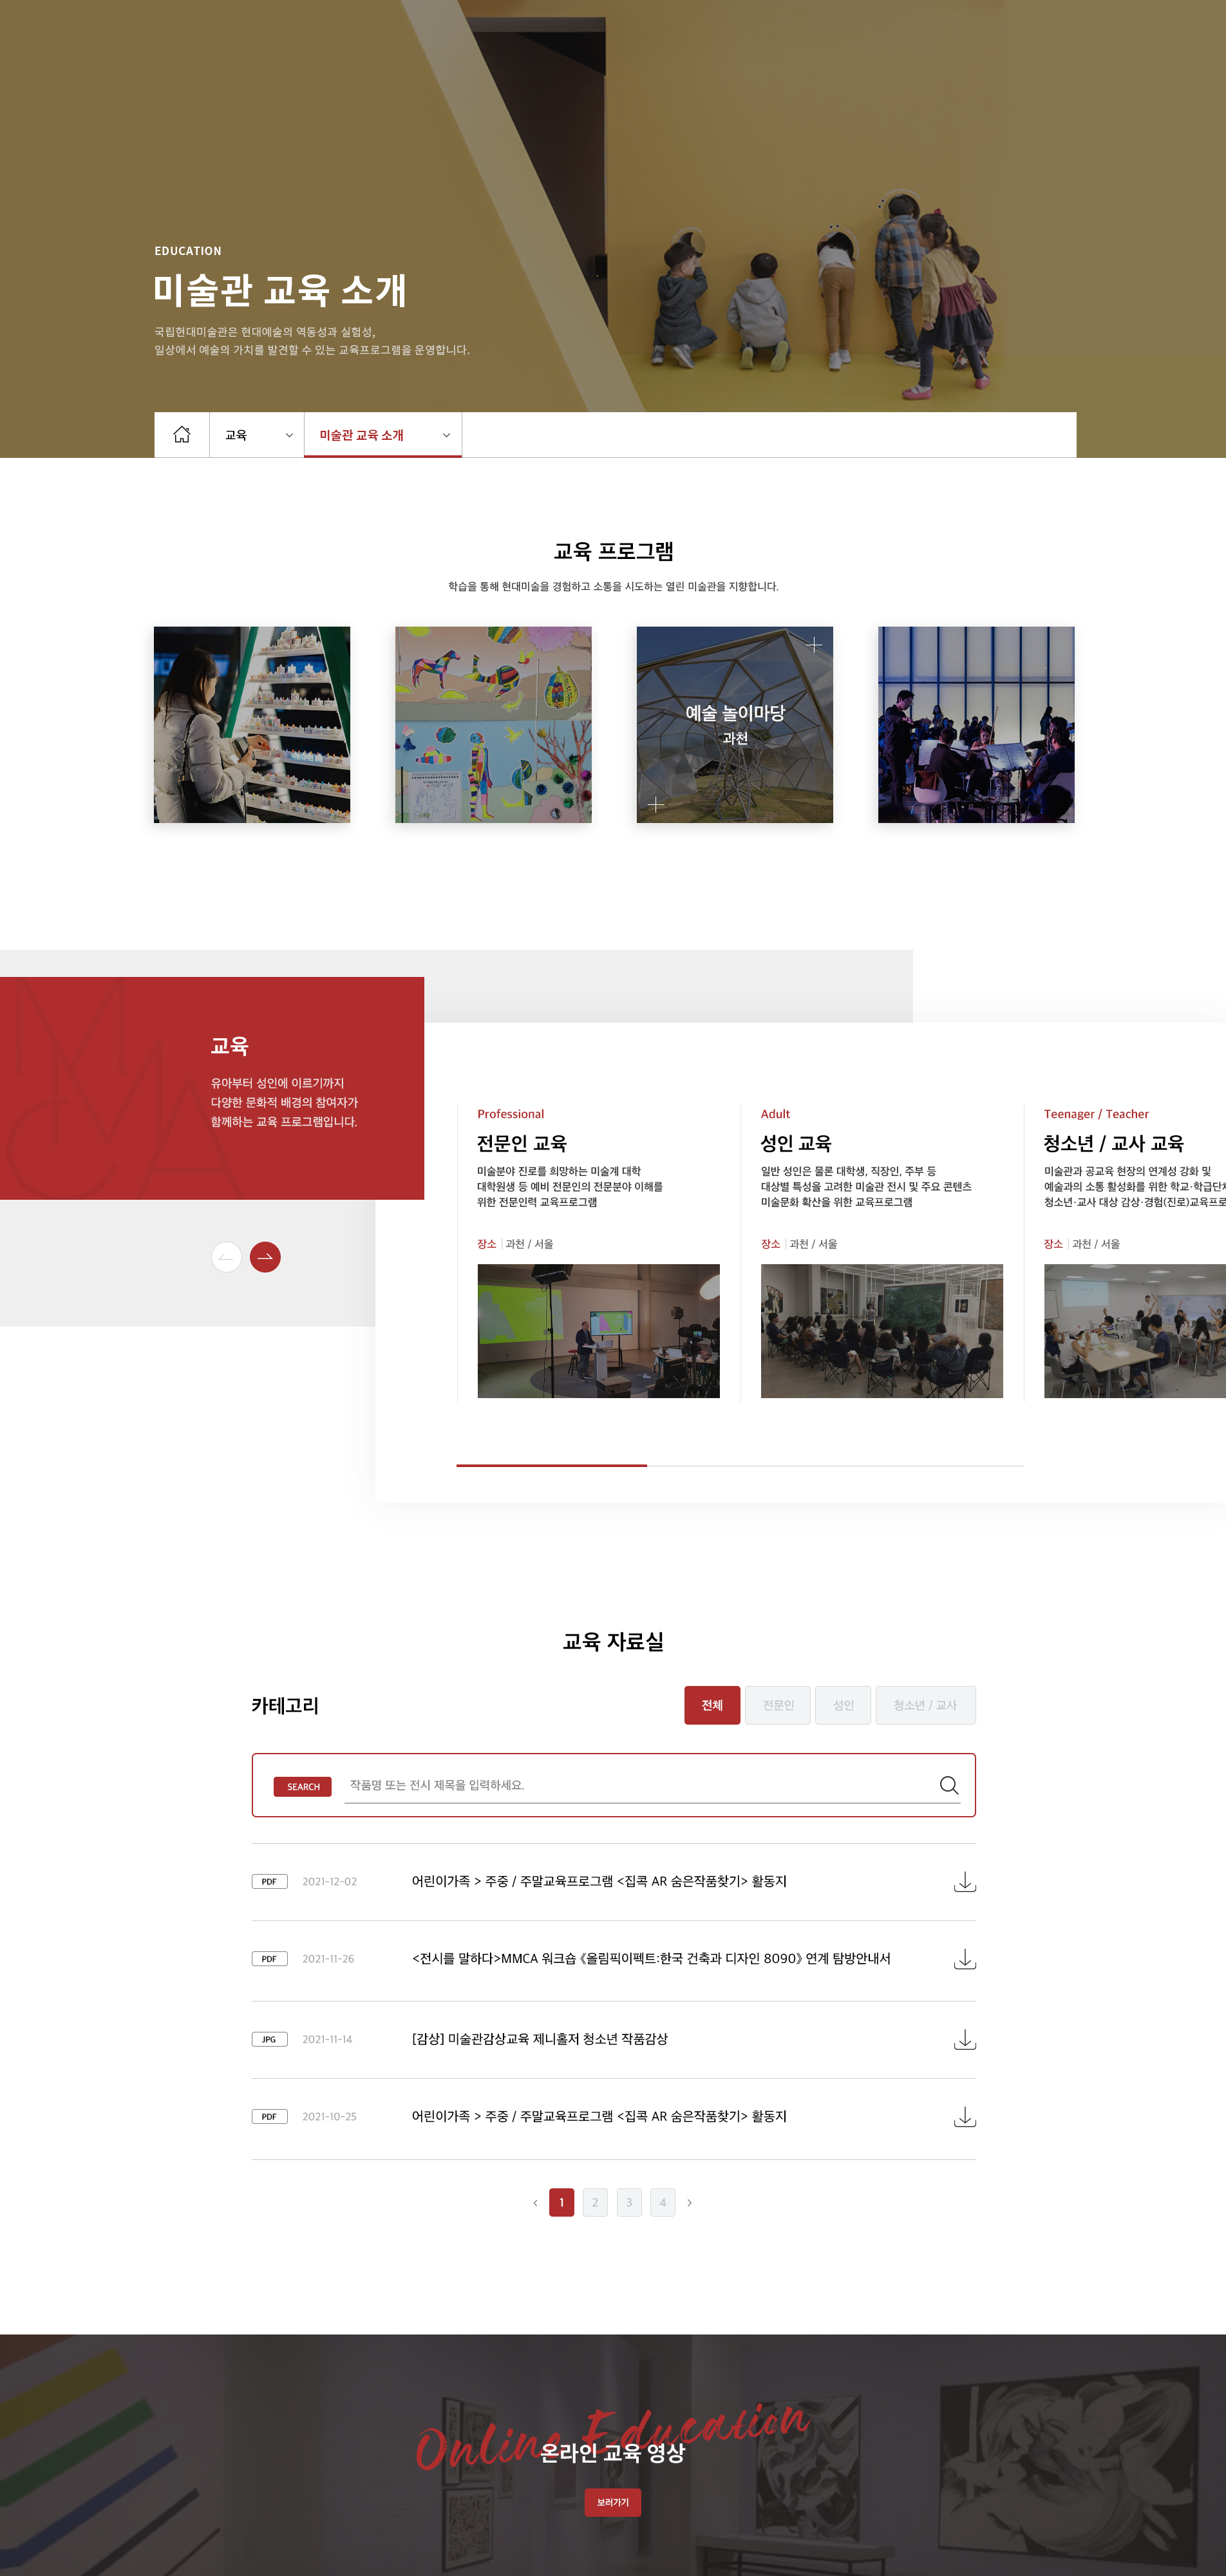 EDUCATION
미술관 교육 소개
국립현대미술관은 현대예술의 역동성과 실험성,
일상에서 예술의 가치를 발견할 수 있는 교육프로그램을 운영합니다.
교육
미술관 교육 소개
교육 프로그램
학습을 통해 현대미술을 경험하고 소통을 시도하는 열린 미술관을 지향합니다.
예술 놀이마당
과천
MMCA
교육
유아부터 성인에 이르기까지
다양한 문화적 배경의 참여자가
함께하는 교육 프로그램입니다.
Professional
전문인 교육
미술분야 진로를 희망하는 미술계 대학
대학원생 등 예비 전문인의 전문분야 이해를
위한 전문인력 교육프로그램
장소 과천 / 서울
Adult
성인 교육
일반 성인은 물론 대학생, 직장인, 주부 등
대상별 특성을 고려한 미술관 전시 및 주요 콘텐츠
미술문화 확산을 위한 교육프로그램
장소 과천 / 서울
Teenager / Teacher
청소년 / 교사 교육
미술관과 공교육 현장의 연계성 강화 및
예술과의 소통 활성화를 위한 학교·학급단
청소년·교사 대상 감상·경험(진로)교육프로
장소 과천 / 서울
교육 자료실
카테고리
전체 전문인 성인 청소년 / 교사
SEARCH 작품명 또는 전시 제목을 입력하세요.
PDF 2021-12-02 어린이가족 > 주중 / 주말교육프로그램 <집콕 AR 숨은작품찾기> 활동지
PDF 2021-11-26 <전시를 말하다>MMCA 워크숍 《올림픽이펙트:한국 건축과 디자인 8090》 연계 탐방안내서
JPG 2021-11-14 [감상] 미술관감상교육 제니홀저 청소년 작품감상
PDF 2021-10-25 어린이가족 > 주중 / 주말교육프로그램 <집콕 AR 숨은작품찾기> 활동지
1 2 3 4
Online Education
온라인 교육 영상
보러가기